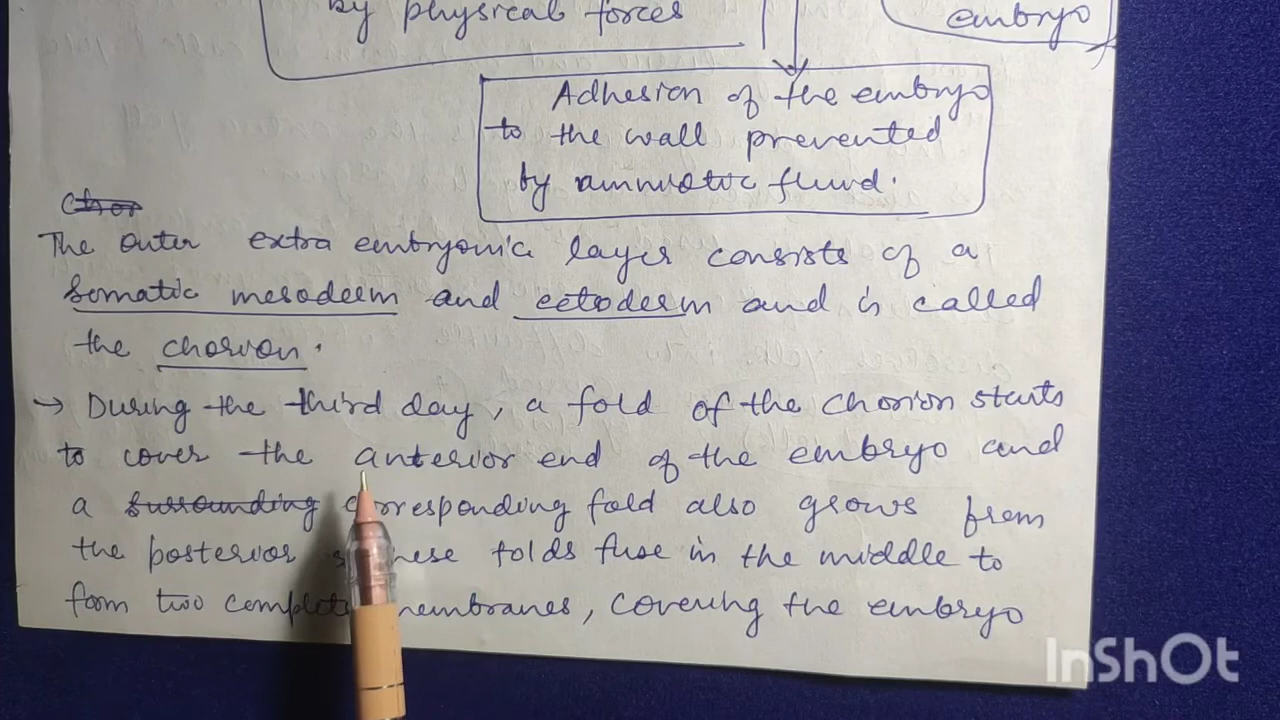 by physical forces
embryo
Adhesion of the embryo
to the wall prevented
by amniotic fluid.
Chor
The outer extra embryonic layer consists of a
Somatic mesoderm and ectoderm and is called
the chorion.
→ During the third day, a fold of the chorion starts
to cover the anterior end of the embryo and
a surrounding corresponding fold also grows from
the posterior these folds fuse in the middle to
form two complete membranes, covering the embryo
InShOt